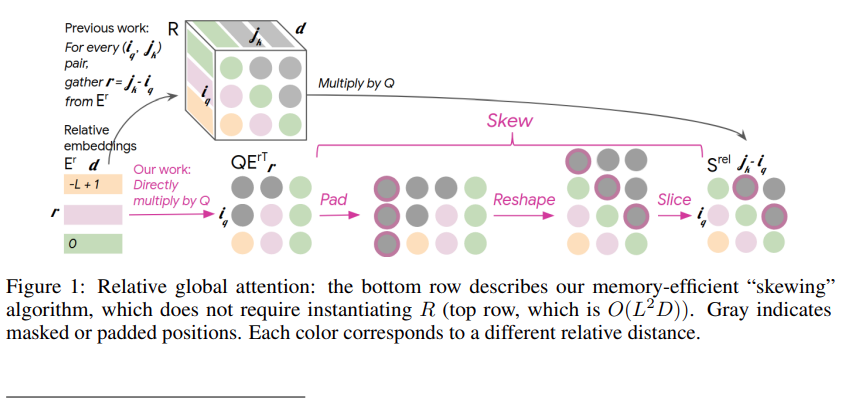 Previous work:
For every (i_q, j_k)
pair,
gather r = j_k - i_q
from E^r
R
j_k
d
i_q
Multiply by Q
Relative
embeddings
E^r d
-L + 1
r
0
Our work:
Directly
multiply by Q
QE^rT
r
i_q
Skew
Pad
Reshape
Slice
S^rel j_k - i_q
i_q
Figure 1: Relative global attention: the bottom row describes our memory-efficient “skewing”
algorithm, which does not require instantiating R (top row, which is O(L²D)). Gray indicates
masked or padded positions. Each color corresponds to a different relative distance.